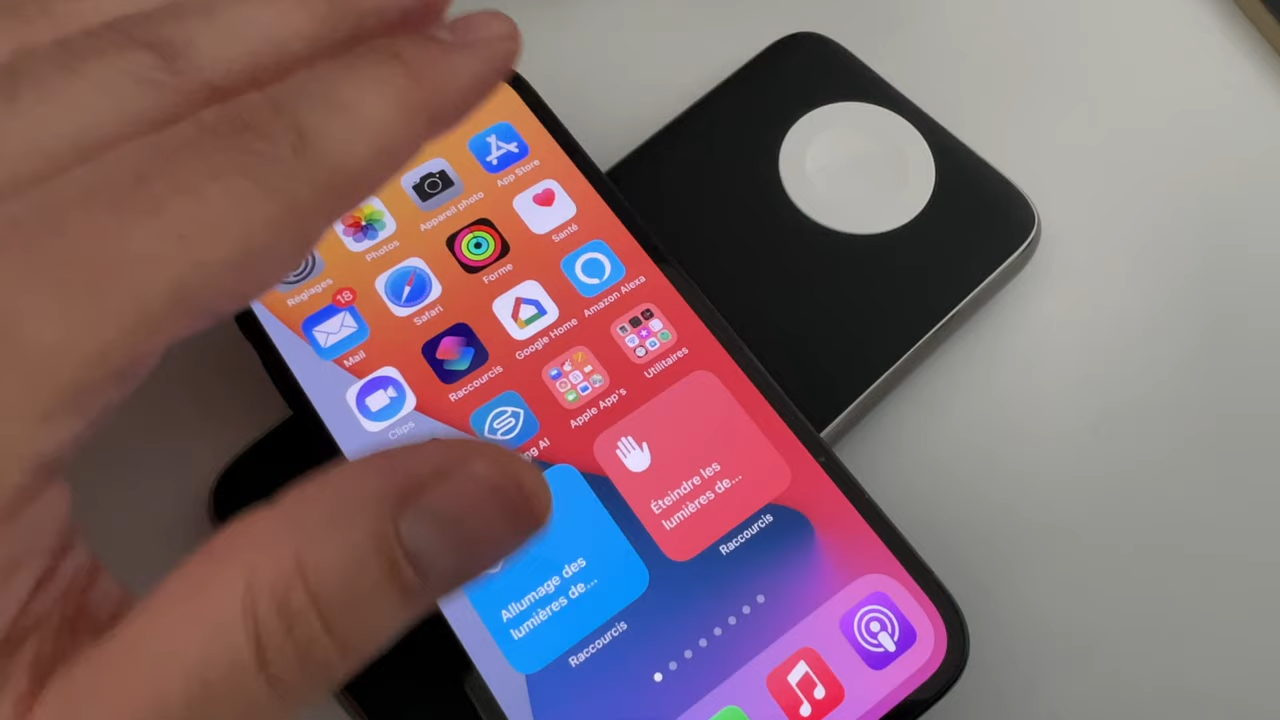 App Store
Appareil photo
Photos
Réglages
Santé
Forme
Safari
18
Mail
Amazon Alexa
Google Home
Raccourcis
Clips
Utilitaires
Apple App's
AI
Éteindre les
lumières de...
Raccourcis
Allumage des
lumières de...
Raccourcis